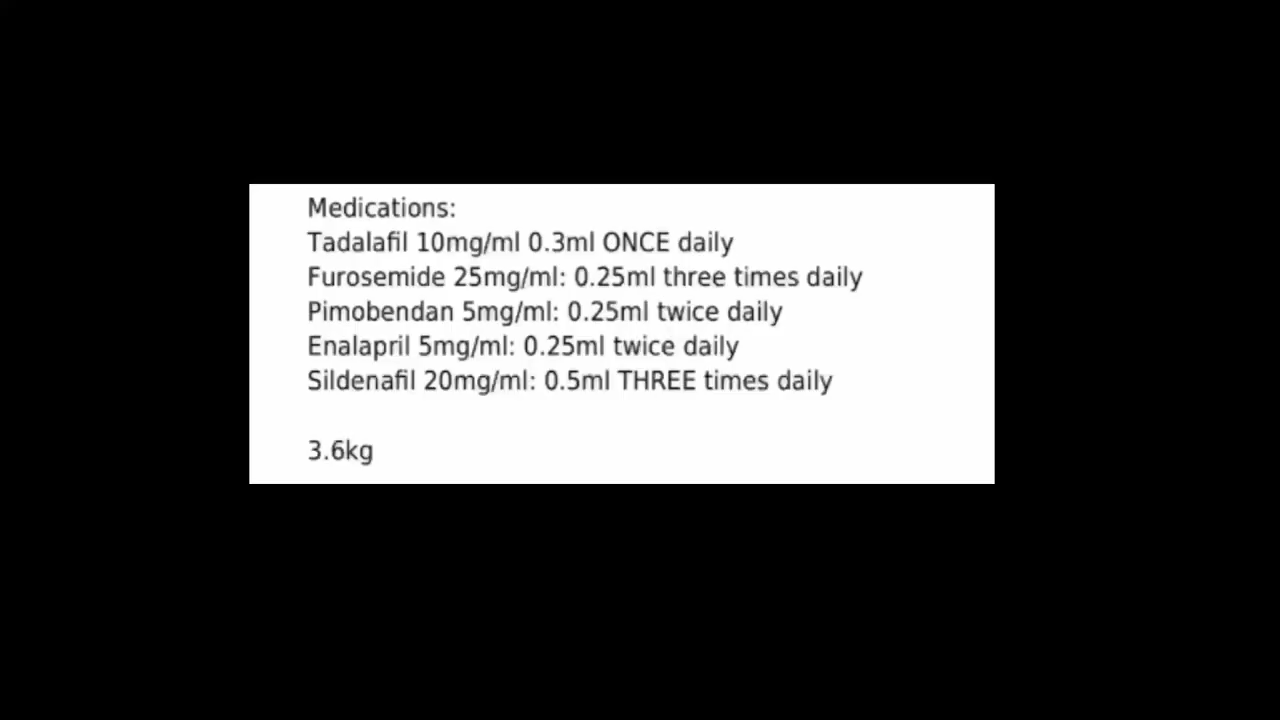 Medications:
Tadalafil 10mg/ml 0.3ml ONCE daily
Furosemide 25mg/ml: 0.25ml three times daily
Pimobendan 5mg/ml: 0.25ml twice daily
Enalapril 5mg/ml: 0.25ml twice daily
Sildenafil 20mg/ml: 0.5ml THREE times daily
3.6kg